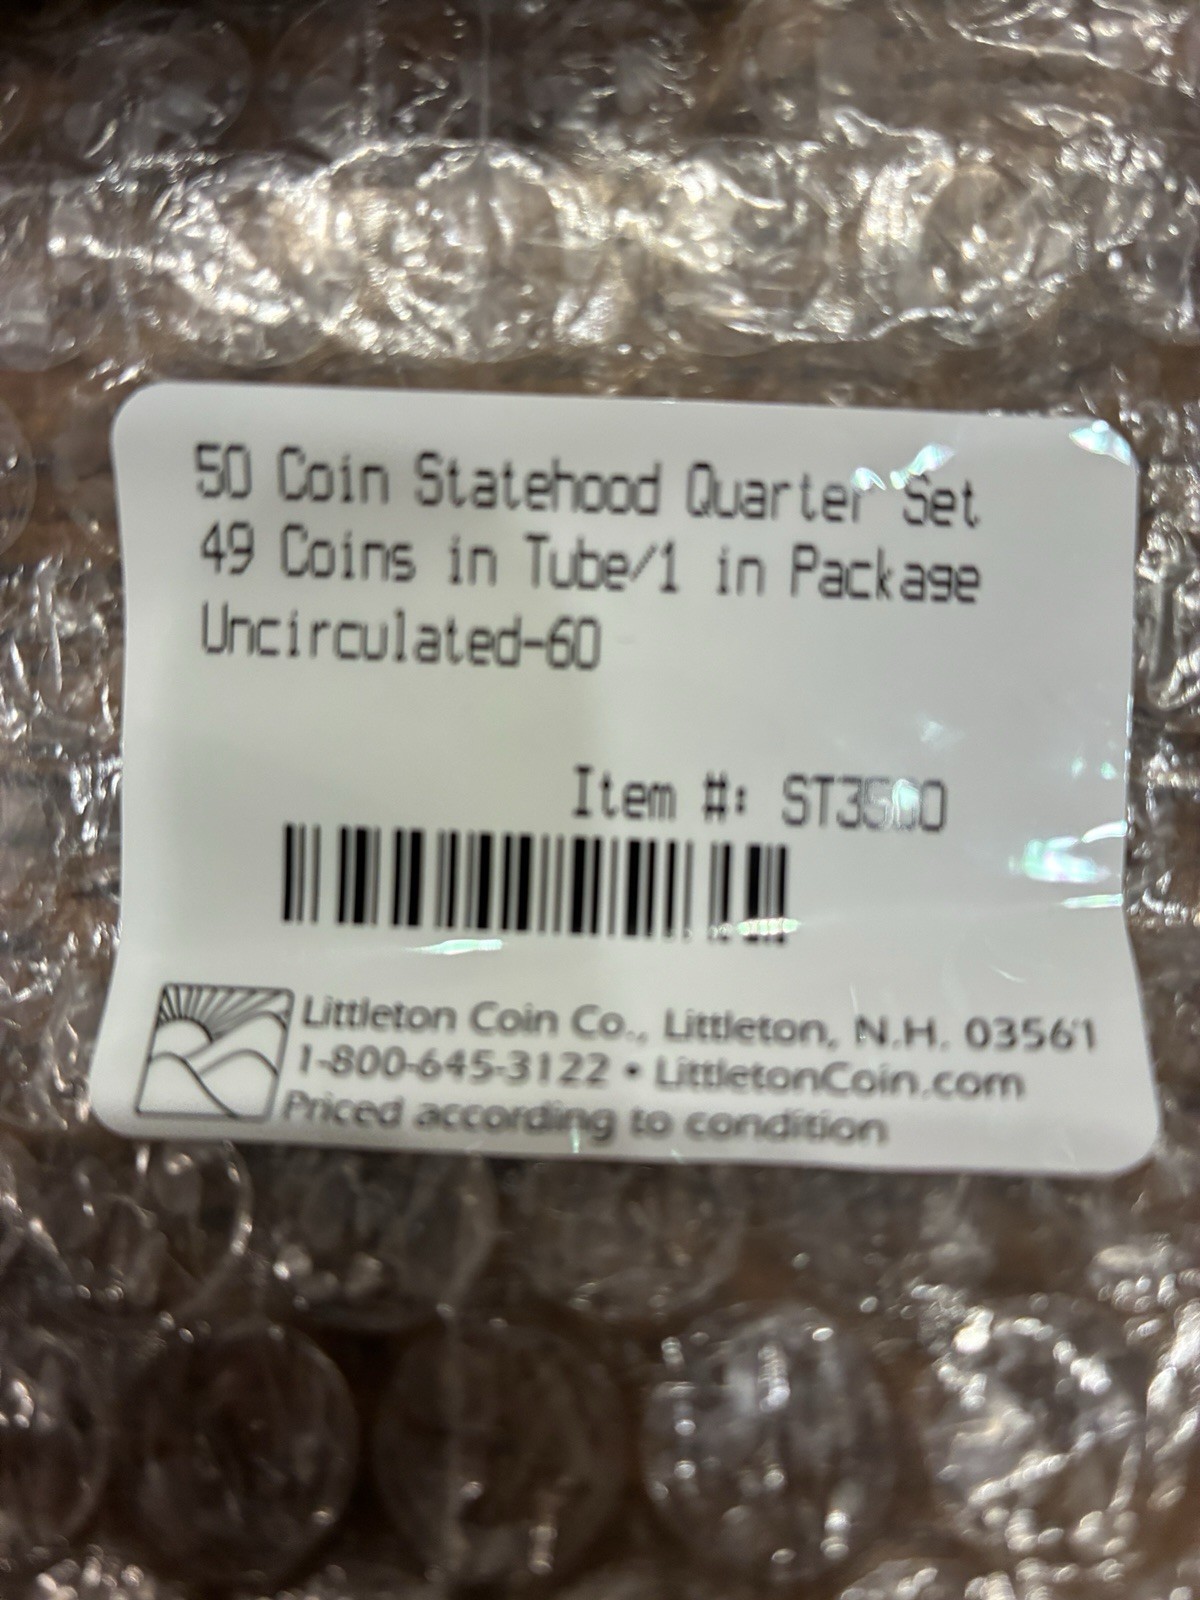 50 Coin Statehood Quarter Set
49 Coins in Tube/1 in Package
Uncirculated-60
Item #:
Littleton Coin Co., Littleton, N.H. 03561
1-800-645-3122 • LittletonCoin.com
Priced according to condition